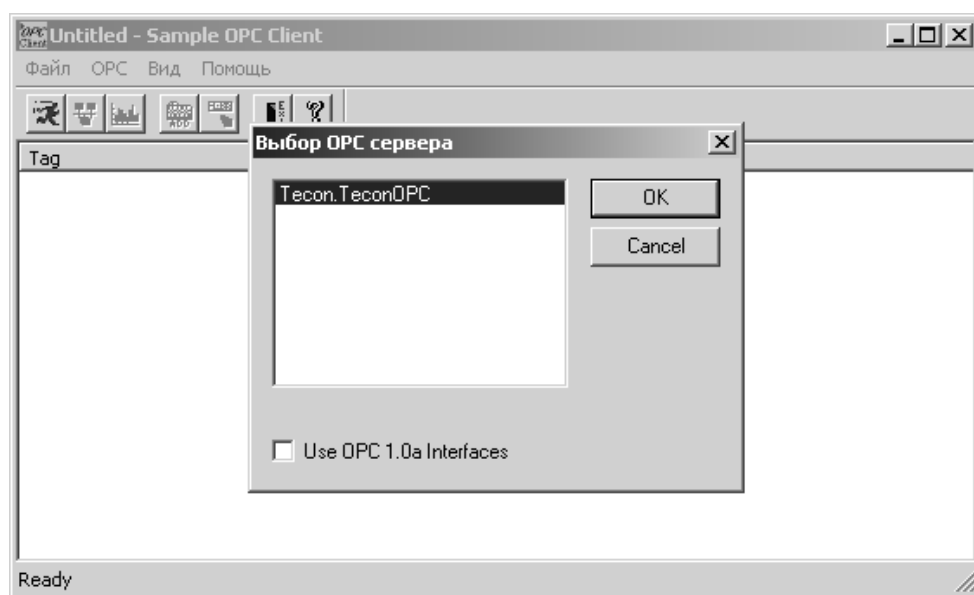 Untitled - Sample OPC Client
Файл OPC Вид Помощь
Выбор OPC сервера
Tag
Tecon.TeconOPC
OK
Cancel
Use OPC 1.0a Interfaces
Ready